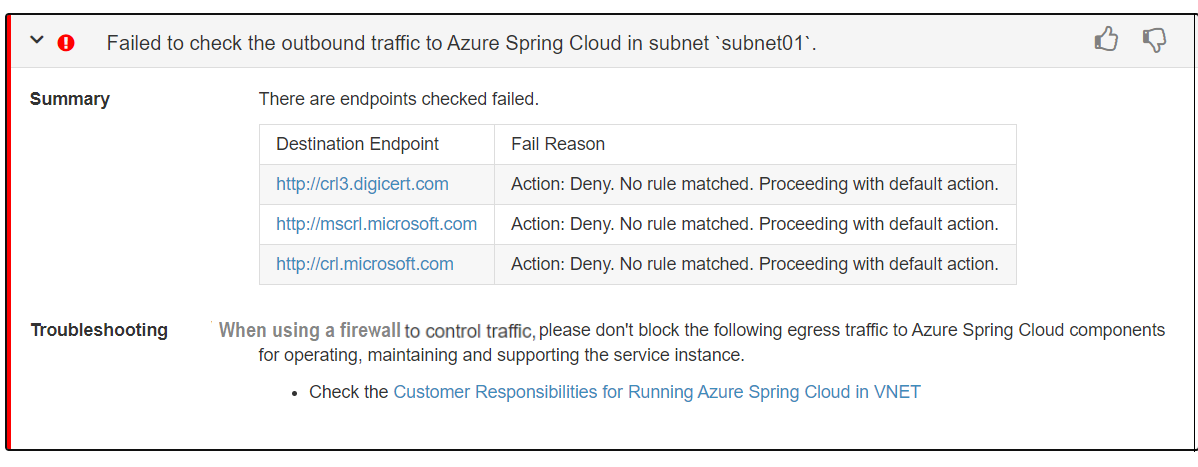 Failed to check the outbound traffic to Azure Spring Cloud in subnet `subnet01`.
Summary
There are endpoints checked failed.
Destination Endpoint Fail Reason
http://crl3.digicert.com Action: Deny. No rule matched. Proceeding with default action.
http://mscrl.microsoft.com Action: Deny. No rule matched. Proceeding with default action.
http://crl.microsoft.com Action: Deny. No rule matched. Proceeding with default action.
Troubleshooting
When using a firewall to control traffic, please don't block the following egress traffic to Azure Spring Cloud components
for operating, maintaining and supporting the service instance.
• Check the Customer Responsibilities for Running Azure Spring Cloud in VNET